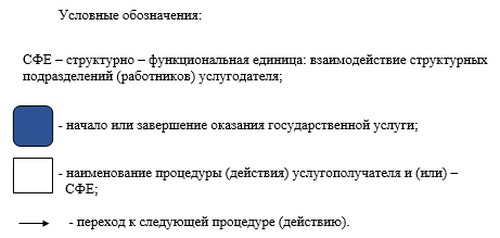 Условные обозначения:
СФЕ – структурно – функциональная единица: взаимодействие структурных
подразделений (работников) услугодателя;
- начало или завершение оказания государственной услуги;
- наименование процедуры (действия) услугополучателя и (или) –
СФЕ;
- переход к следующей процедуре (действию).